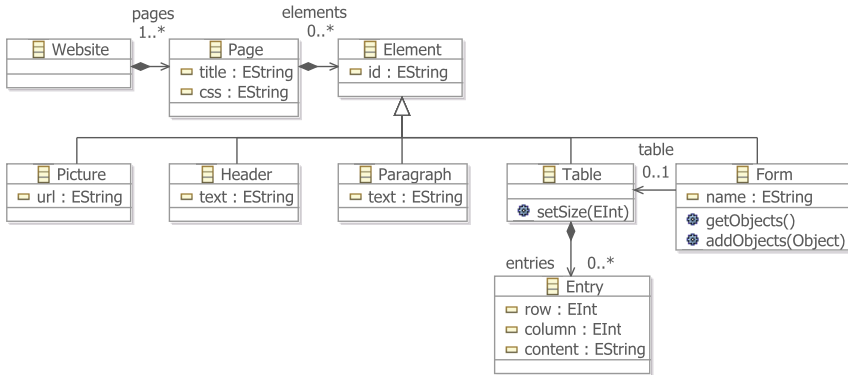 pages
1..*
elements
0..*
Website
Page
title : EString
css : EString
Element
id : EString
Picture
url : EString
Header
text : EString
Paragraph
text : EString
Table
setSize(EInt)
table
0..1
Form
name : EString
getObjects()
addObjects(Object)
entries
0..*
Entry
row : EInt
column : EInt
content : EString